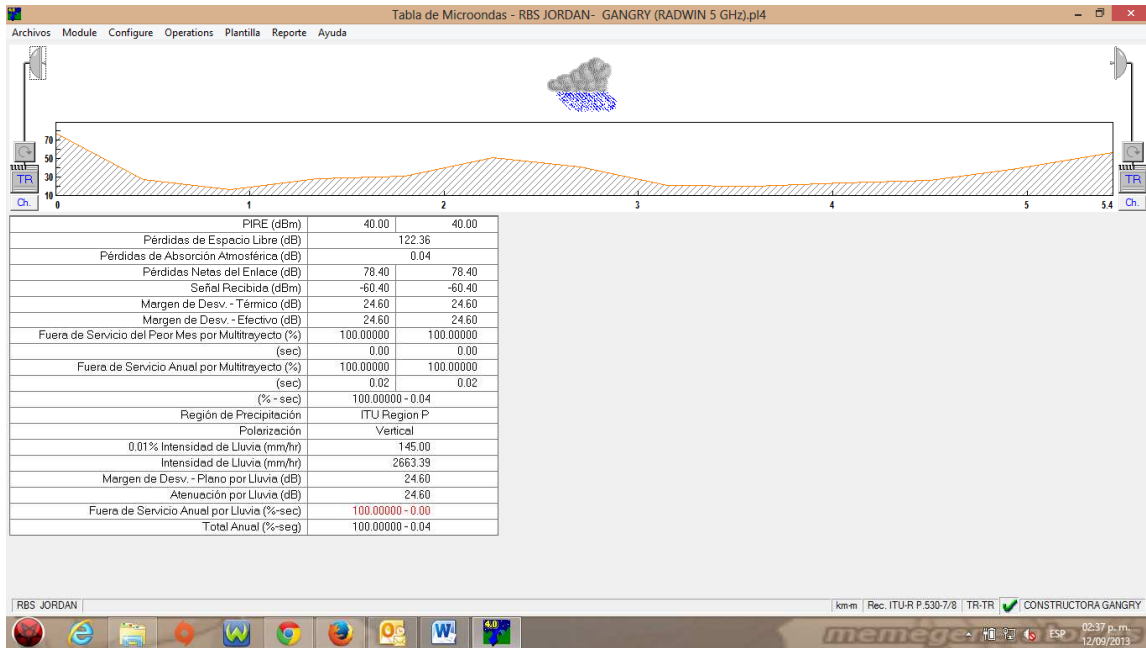 Tabla de Microondas - RBS JORDAN- GANGRY (RADWIN 5 GHz).pl4
Archivos Module Configure Operations Plantilla Reporte Ayuda
70
50
30
10
TR
TR
Ch.
Ch.
0 1 2 3 4 5 5.4
PIRE (dBm) 40.00 40.00
Pérdidas de Espacio Libre (dB) 122.36
Pérdidas de Absorción Atmosférica (dB) 0.04
Pérdidas Netas del Enlace (dB) 78.40 78.40
Señal Recibida (dBm) -60.40 -60.40
Margen de Desv. - Térmico (dB) 24.60 24.60
Margen de Desv. - Efectivo (dB) 24.60 24.60
Fuera de Servicio del Peor Mes por Multitrayecto (%) 100.00000 100.00000
(sec) 0.00 0.00
Fuera de Servicio Anual por Multitrayecto (%) 100.00000 100.00000
(sec) 0.02 0.02
(% - sec) 100.00000 - 0.04
Región de Precipitación ITU Region P
Polarización Vertical
0.01% Intensidad de Lluvia (mm/hr) 145.00
Intensidad de Lluvia (mm/hr) 2663.39
Margen de Desv. - Plano por Lluvia (dB) 24.60
Atenuación por Lluvia (dB) 24.60
Fuera de Servicio Anual por Lluvia (%-sec) 100.00000 - 0.00
Total Anual (%-seg) 100.00000 - 0.04
RBS JORDAN
km-m Rec. ITU-R P.530-7/8 TR-TR CONSTRUCTORA GANGRY
4.0
ESP
02:37 p. m.
12/09/2013